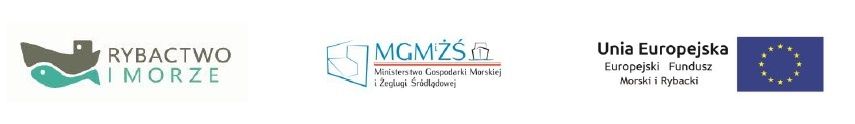 RYBACTWO
I MORZE
MGMiŻŚ
Ministerstwo Gospodarki Morskiej
i Żeglugi Śródlądowej
Unia Europejska
Europejski Fundusz
Morski i Rybacki